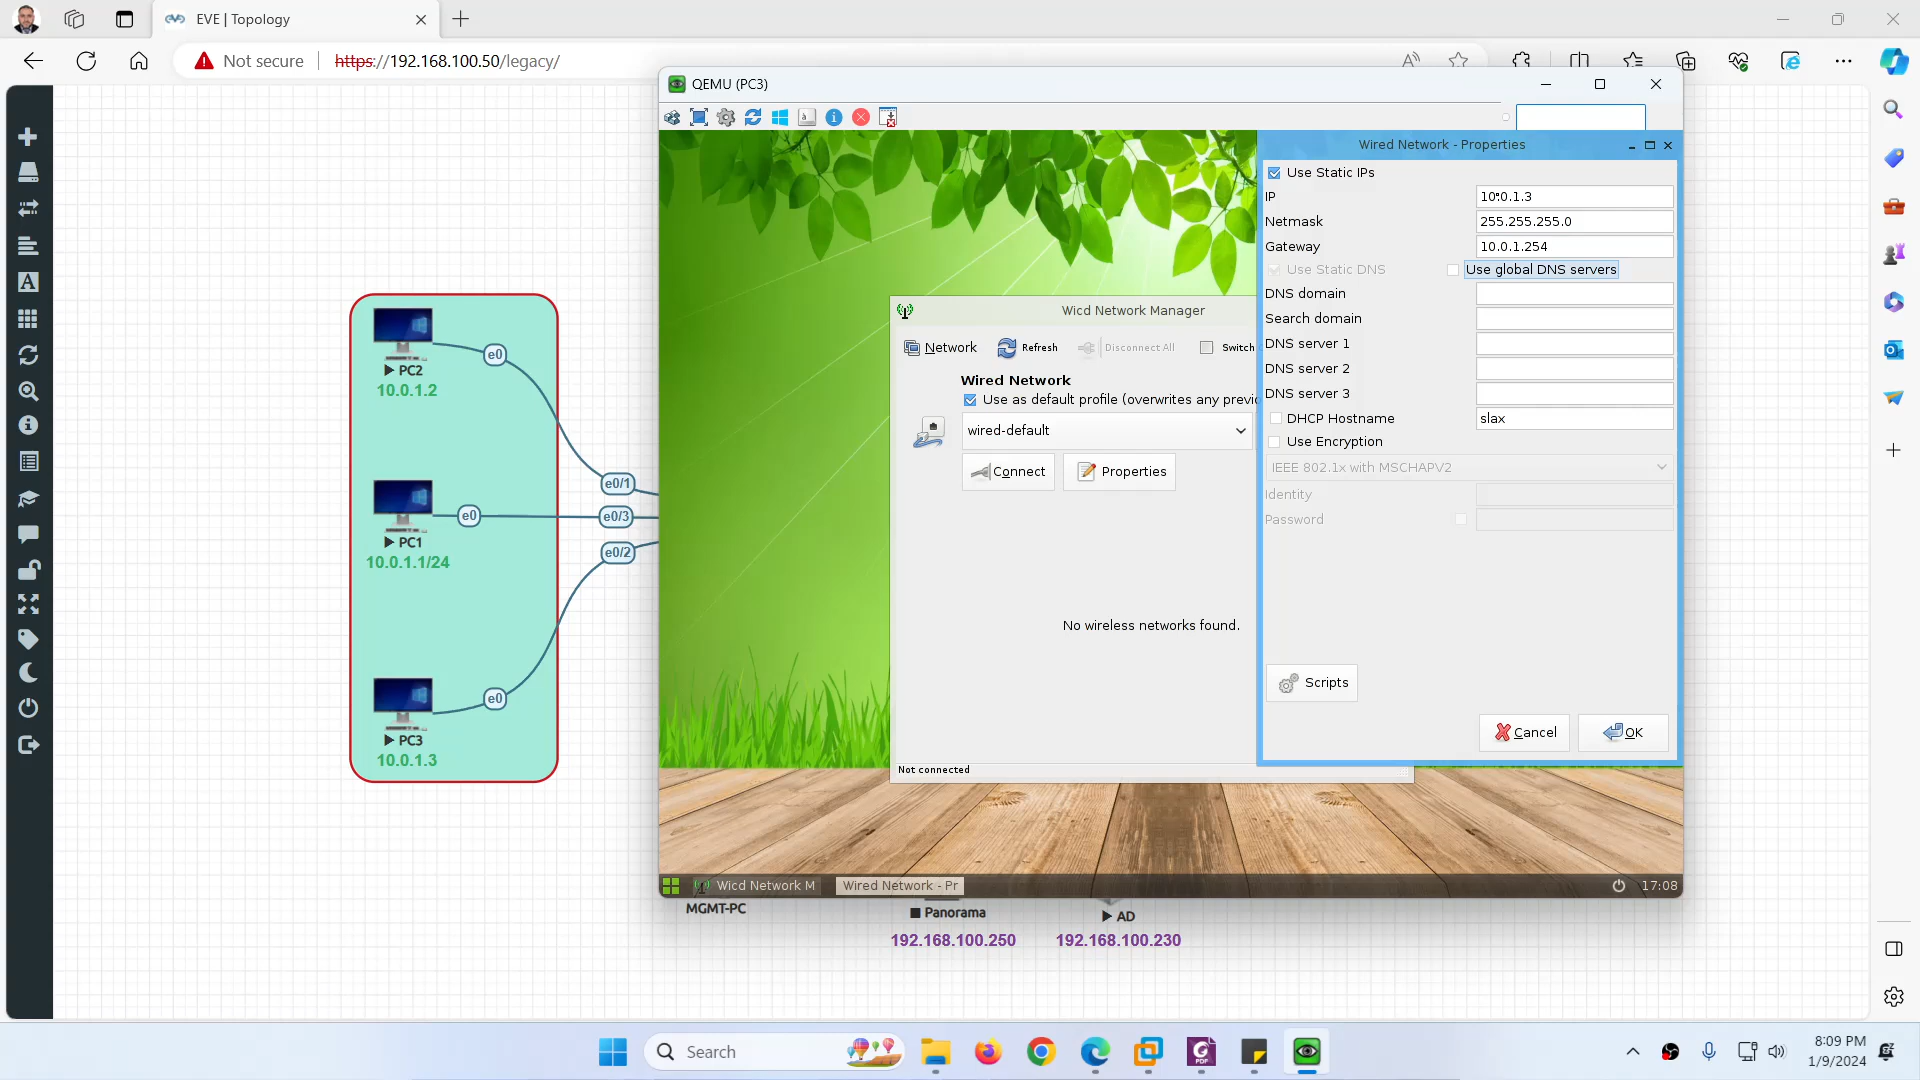 EVE | Topology
Not secure
https://192.168.100.50/legacy/
QEMU (PC3)
Wired Network - Properties
Use Static IPs
IP
10.0.1.3
Netmask
255.255.255.0
Gateway
10.0.1.254
Use Static DNS
Use global DNS servers
DNS domain
Search domain
DNS server 1
DNS server 2
DNS server 3
DHCP Hostname
slax
Use Encryption
IEEE 802.1x with MSCHAPV2
Identity
Password
Scripts
Cancel
OK
Wicd Network Manager
Network
Refresh
Disconnect All
Switch
Wired Network
Use as default profile (overwrites any previo
wired-default
Connect
Properties
No wireless networks found.
Not connected
Wicd Network M
Wired Network - Pr
17:08
PC2
10.0.1.2
e0
PC1
10.0.1.1/24
e0
PC3
10.0.1.3
e0
e0/1
e0/3
e0/2
MGMT-PC
Panorama
192.168.100.250
AD
192.168.100.230
Search
8:09 PM
1/9/2024